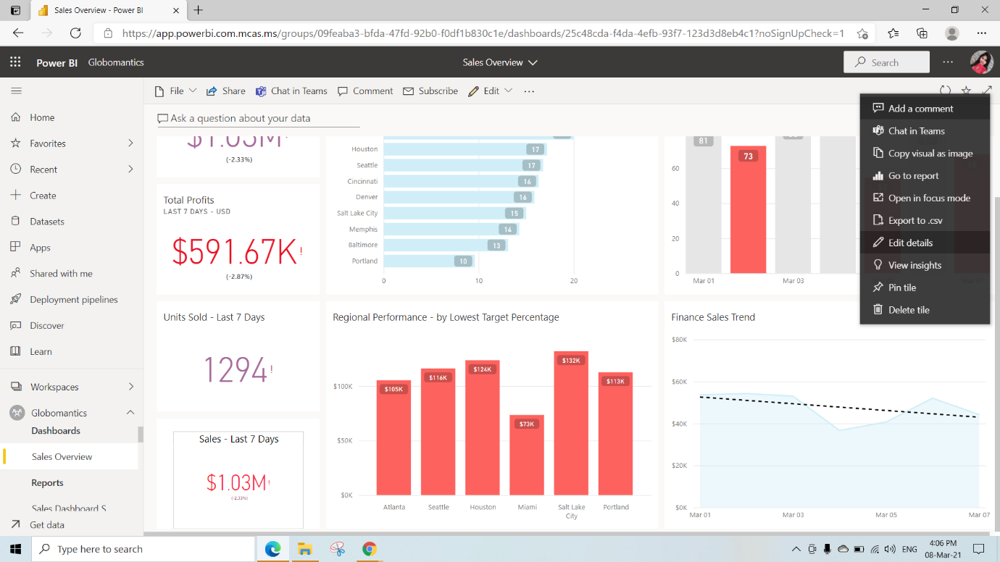 Sales Overview - Power BI
https://app.powerbi.com.mcas.ms/groups/09feaba3-bfda-47fd-92b0-f0df1b830c1e/dashboards/25c48cda-f4da-4efb-93f7-123d3d8eb4c1?noSignUpCheck=1
Power BI Globomantics Sales Overview Search
File Share Chat in Teams Comment Subscribe Edit
Ask a question about your data
Home
Favorites
Recent
Create
Datasets
Apps
Shared with me
Deployment pipelines
Discover
Learn
Workspaces
Globomantics
Dashboards
Sales Overview
Reports
Sales Dashboard S
Get data
$1.03M!
(-2.33%)
Total Profits
LAST 7 DAYS - USD
$591.67K!
(-2.87%)
Units Sold - Last 7 Days
1294!
Sales - Last 7 Days
$1.03M!
(-2.33%)
Houston 17
Seattle 17
Cincinnati 16
Denver 16
Salt Lake City 15
Memphis 14
Baltimore 13
Portland 10
0 10 20
Regional Performance - by Lowest Target Percentage
$100K
$50K
$0K
$105K
$116K
$124K
$73K
$132K
$113K
Atlanta Seattle Houston Miami Salt Lake Portland
City
81
73
60
40
20
0
Mar 01 Mar 03
Finance Sales Trend
$80K
$60K
$40K
$20K
$0K
Mar 01 Mar 03 Mar 05 Mar 07
Add a comment
Chat in Teams
Copy visual as image
Go to report
Open in focus mode
Export to .csv
Edit details
View insights
Pin tile
Delete tile
Type here to search
ENG
4:06 PM
08-Mar-21